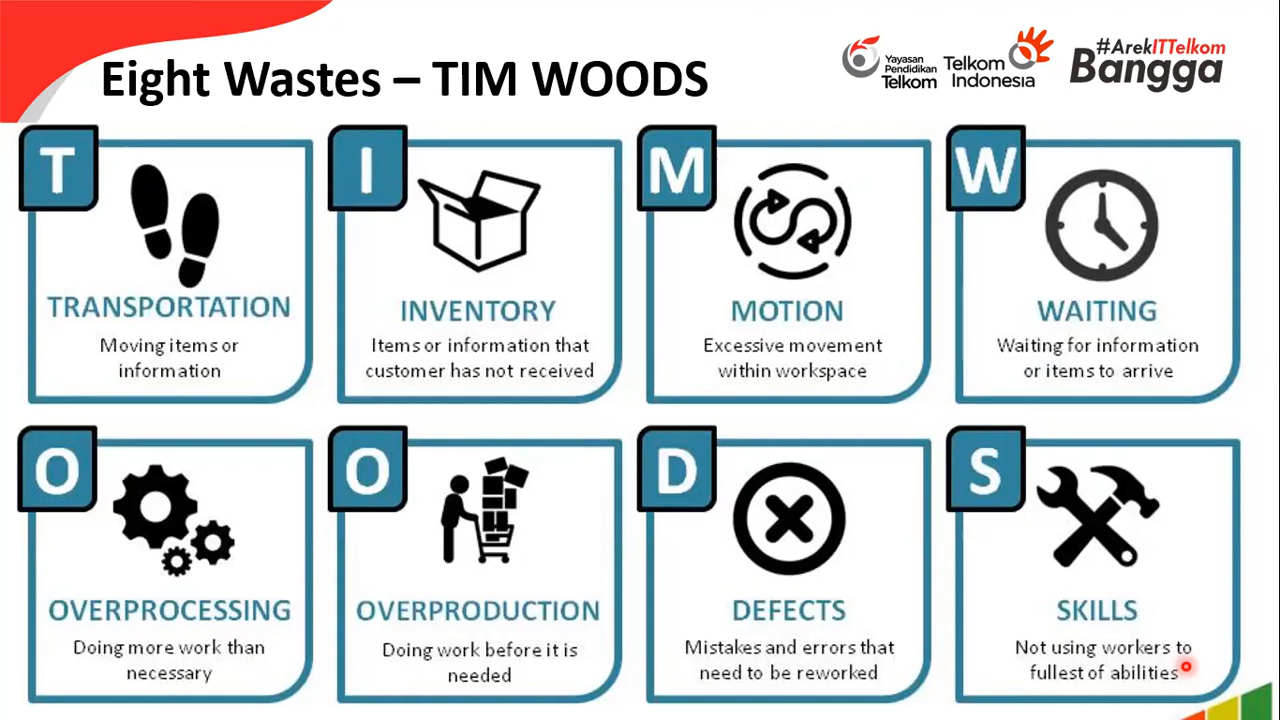 Eight Wastes – TIM WOODS
Yayasan
Pendidikan
Telkom
Telkom
Indonesia
#ArekITTelkom
Bangga
T
TRANSPORTATION
Moving items or
information
I
INVENTORY
Items or information that
customer has not received
M
MOTION
Excessive movement
within workspace
W
WAITING
Waiting for information
or items to arrive
O
OVERPROCESSING
Doing more work than
necessary
O
OVERPRODUCTION
Doing work before it is
needed
D
DEFECTS
Mistakes and errors that
need to be reworked
S
SKILLS
Not using workers to
fullest of abilities